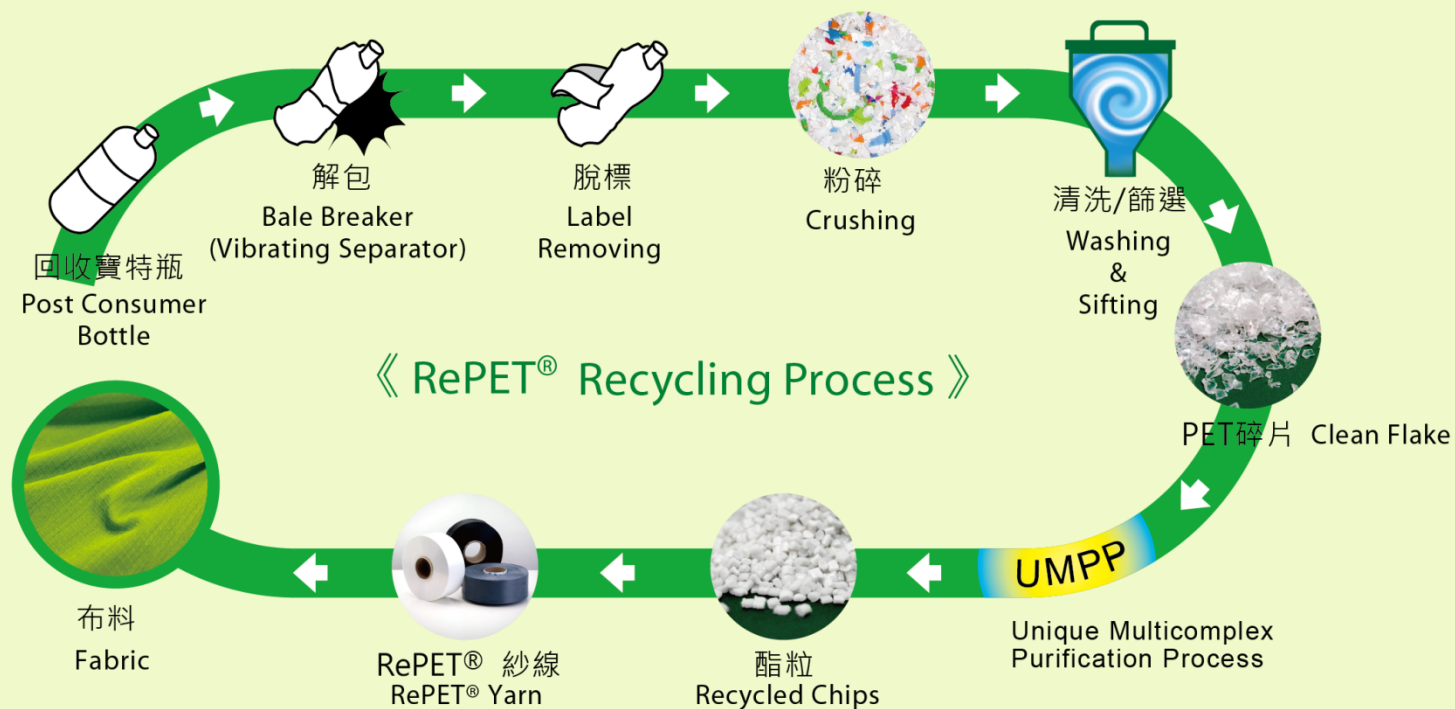 回收寶特瓶
Post Consumer
Bottle
解包
Bale Breaker
(Vibrating Separator)
脫標
Label
Removing
粉碎
Crushing
清洗/篩選
Washing
&
Sifting
《 RePET® Recycling Process 》
PET碎片 Clean Flake
UMPP
Unique Multicomplex
Purification Process
酯粒
Recycled Chips
RePET® 紗線
RePET® Yarn
布料
Fabric